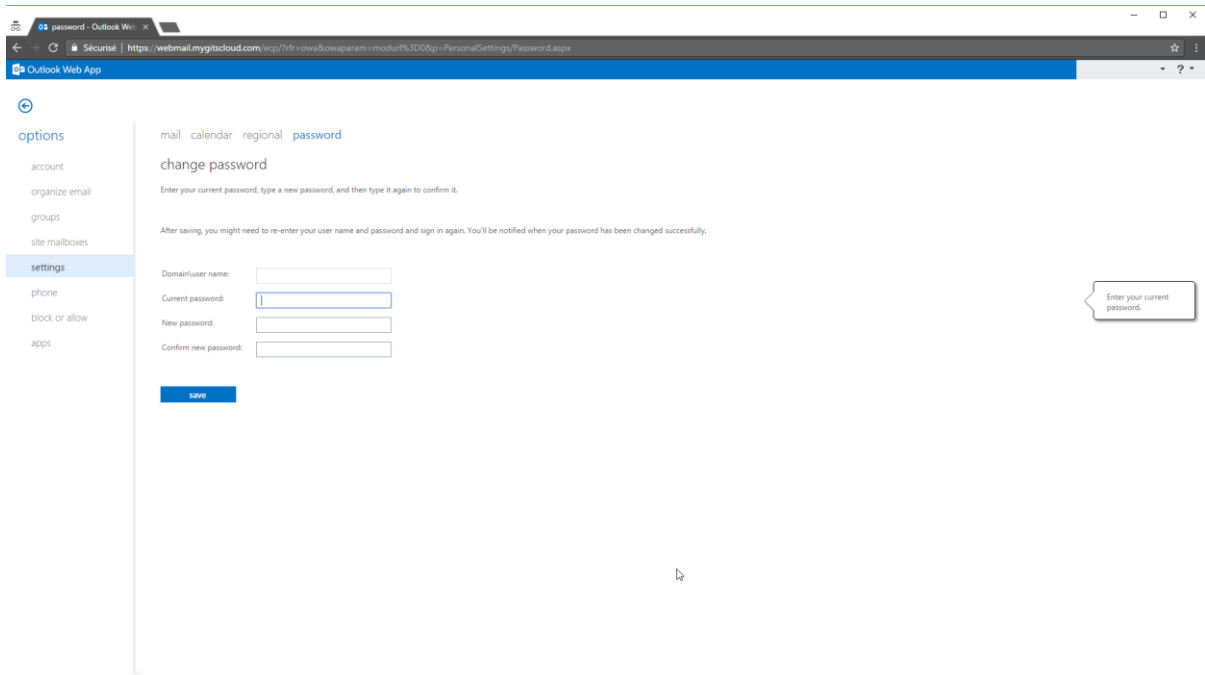 password - Outlook Web
Sécurisé | https://webmail.mygitscloud.com/ecp/?rfr=owa&owaparam=modurl%3D0&p=PersonalSettings/Password.aspx
Outlook Web App
?
options
mail calendar regional password
account
change password
organize email
Enter your current password, type a new password, and then type it again to confirm it.
groups
After saving, you might need to re-enter your user name and password and sign in again. You'll be notified when your password has been changed successfully.
site mailboxes
settings
Domain\user name:
phone
Current password:
Enter your current
password.
block or allow
New password:
apps
Confirm new password:
save